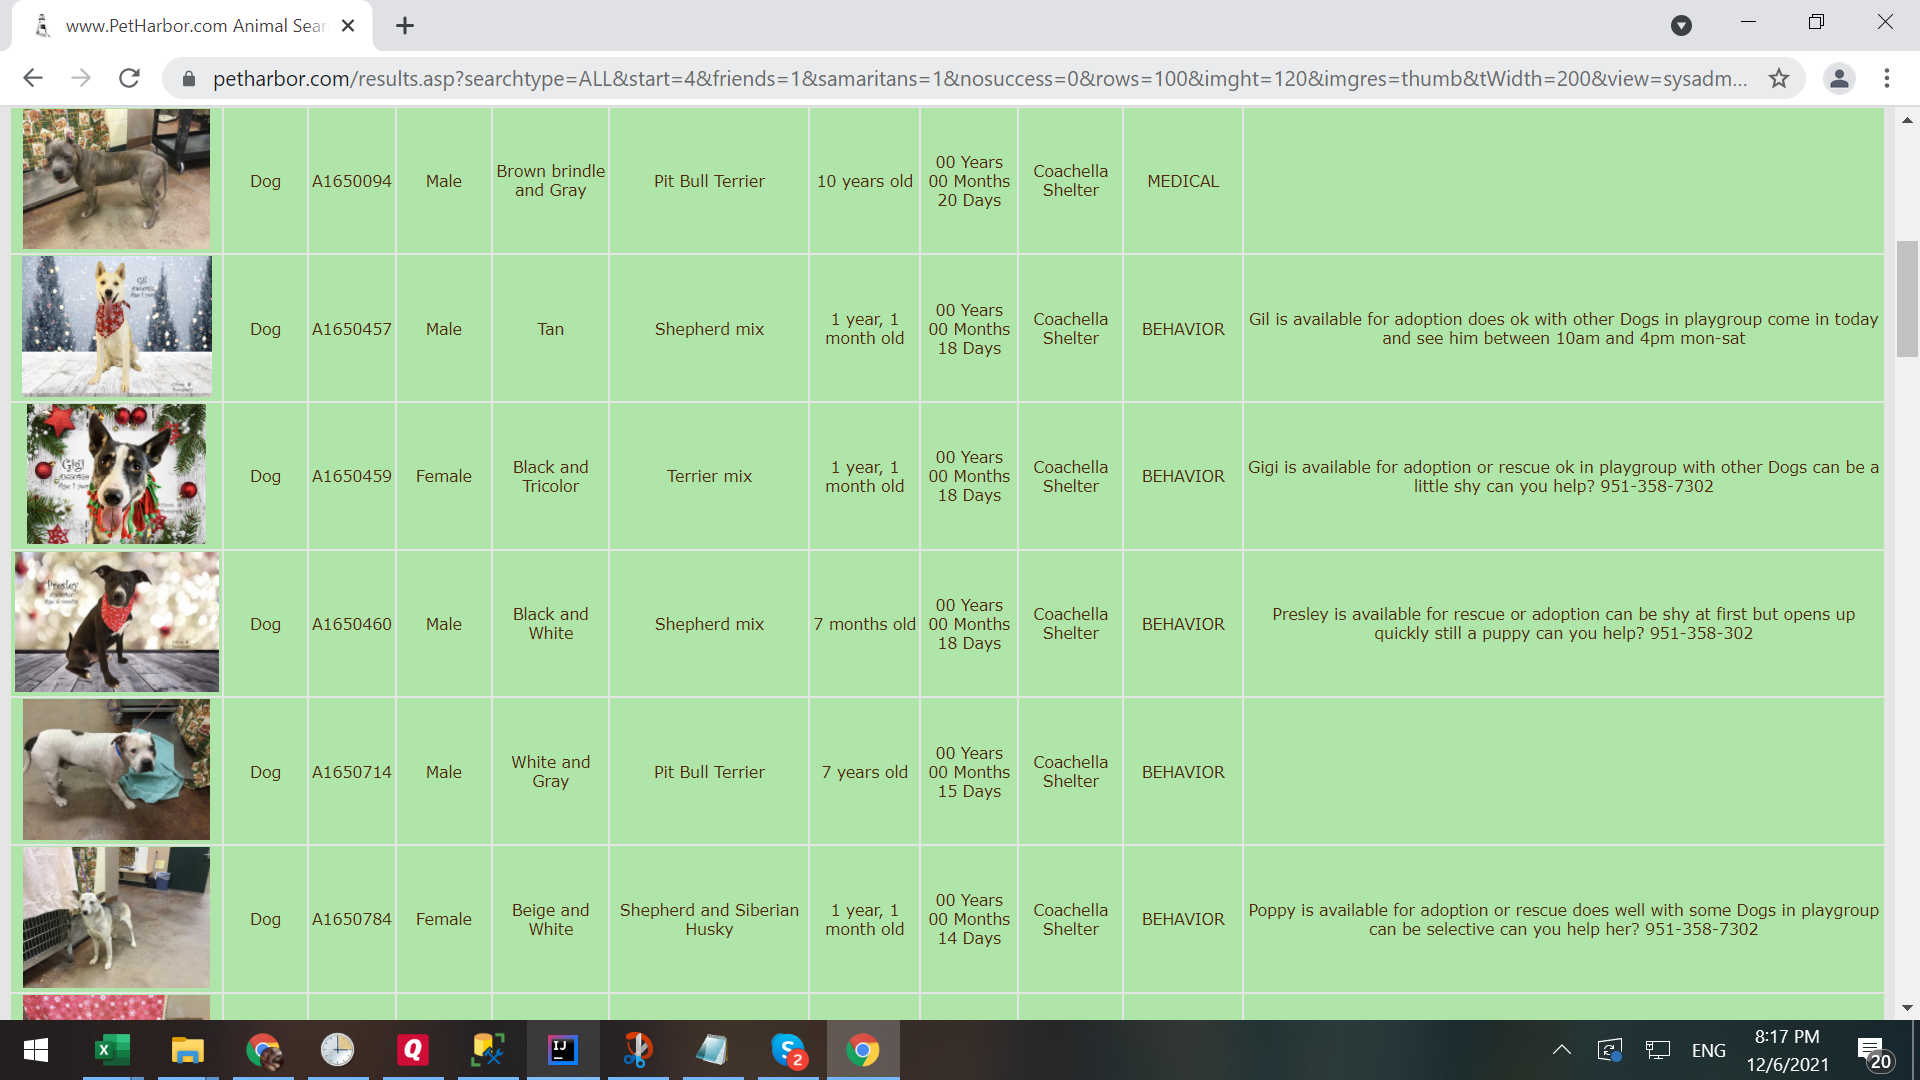 www.PetHarbor.com Animal Sear
petharbor.com/results.asp?searchtype=ALL&start=4&friends=1&samaritans=1&nosuccess=0&rows=100&imght=120&imgres=thumb&tWidth=200&view=sysadm...
Dog
A1650094
Male
Brown brindle
and Gray
Pit Bull Terrier
10 years old
00 Years
00 Months
20 Days
Coachella
Shelter
MEDICAL
Gil
Dog
A1650457
Male
Tan
Shepherd mix
1 year, 1
month old
00 Years
00 Months
18 Days
Coachella
Shelter
BEHAVIOR
Gil is available for adoption does ok with other Dogs in playgroup come in today
and see him between 10am and 4pm mon-sat
Gigi
Dog
A1650459
Female
Black and
Tricolor
Terrier mix
1 year, 1
month old
00 Years
00 Months
18 Days
Coachella
Shelter
BEHAVIOR
Gigi is available for adoption or rescue ok in playgroup with other Dogs can be a
little shy can you help? 951-358-7302
Presley
Dog
A1650460
Male
Black and
White
Shepherd mix
7 months old
00 Years
00 Months
18 Days
Coachella
Shelter
BEHAVIOR
Presley is available for rescue or adoption can be shy at first but opens up
quickly still a puppy can you help? 951-358-302
Dog
A1650714
Male
White and
Gray
Pit Bull Terrier
7 years old
00 Years
00 Months
15 Days
Coachella
Shelter
BEHAVIOR
Dog
A1650784
Female
Beige and
White
Shepherd and Siberian
Husky
1 year, 1
month old
00 Years
00 Months
14 Days
Coachella
Shelter
BEHAVIOR
Poppy is available for adoption or rescue does well with some Dogs in playgroup
can be selective can you help her? 951-358-7302
X
Q
IJ
S
2
ENG
8:17 PM
12/6/2021
20